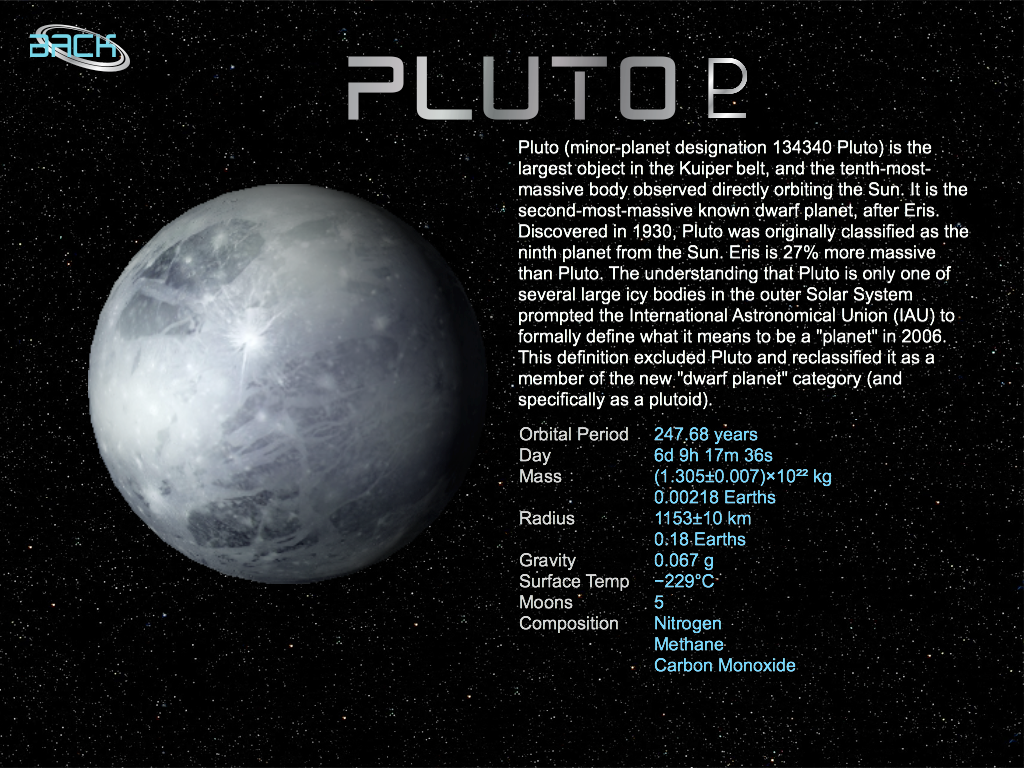 BACK
PLUTO ♇
Pluto (minor-planet designation 134340 Pluto) is the
largest object in the Kuiper belt, and the tenth-most-
massive body observed directly orbiting the Sun. It is the
second-most-massive known dwarf planet, after Eris.
Discovered in 1930, Pluto was originally classified as the
ninth planet from the Sun. Eris is 27% more massive
than Pluto. The understanding that Pluto is only one of
several large icy bodies in the outer Solar System
prompted the International Astronomical Union (IAU) to
formally define what it means to be a "planet" in 2006.
This definition excluded Pluto and reclassified it as a
member of the new "dwarf planet" category (and
specifically as a plutoid).
Orbital Period 247.68 years
Day 6d 9h 17m 36s
Mass (1.305±0.007)×10²² kg
0.00218 Earths
Radius 1153±10 km
0.18 Earths
Gravity 0.067 g
Surface Temp −229°C
Moons 5
Composition Nitrogen
Methane
Carbon Monoxide